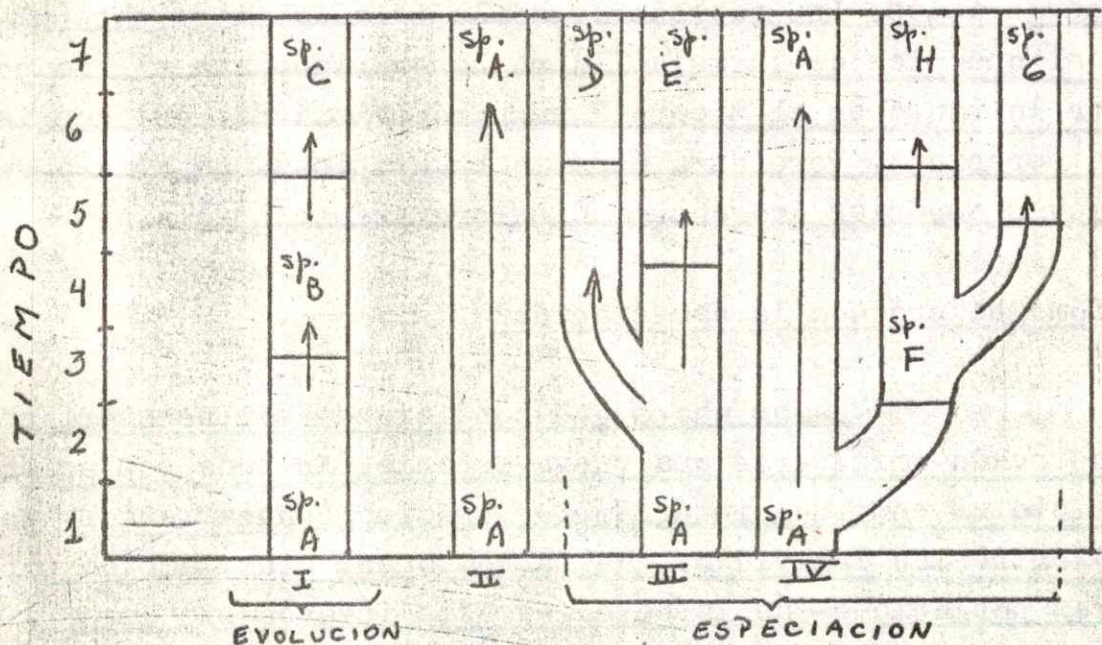 TIEMPO
7
6
5
4
3
2
1
sp. C
sp. B
sp. A
sp. A.
sp. A
sp. D
sp. E
sp. A
sp. A
sp. A
sp. H
sp. F
sp. G
I
II
III
IV
EVOLUCION
ESPECIACION